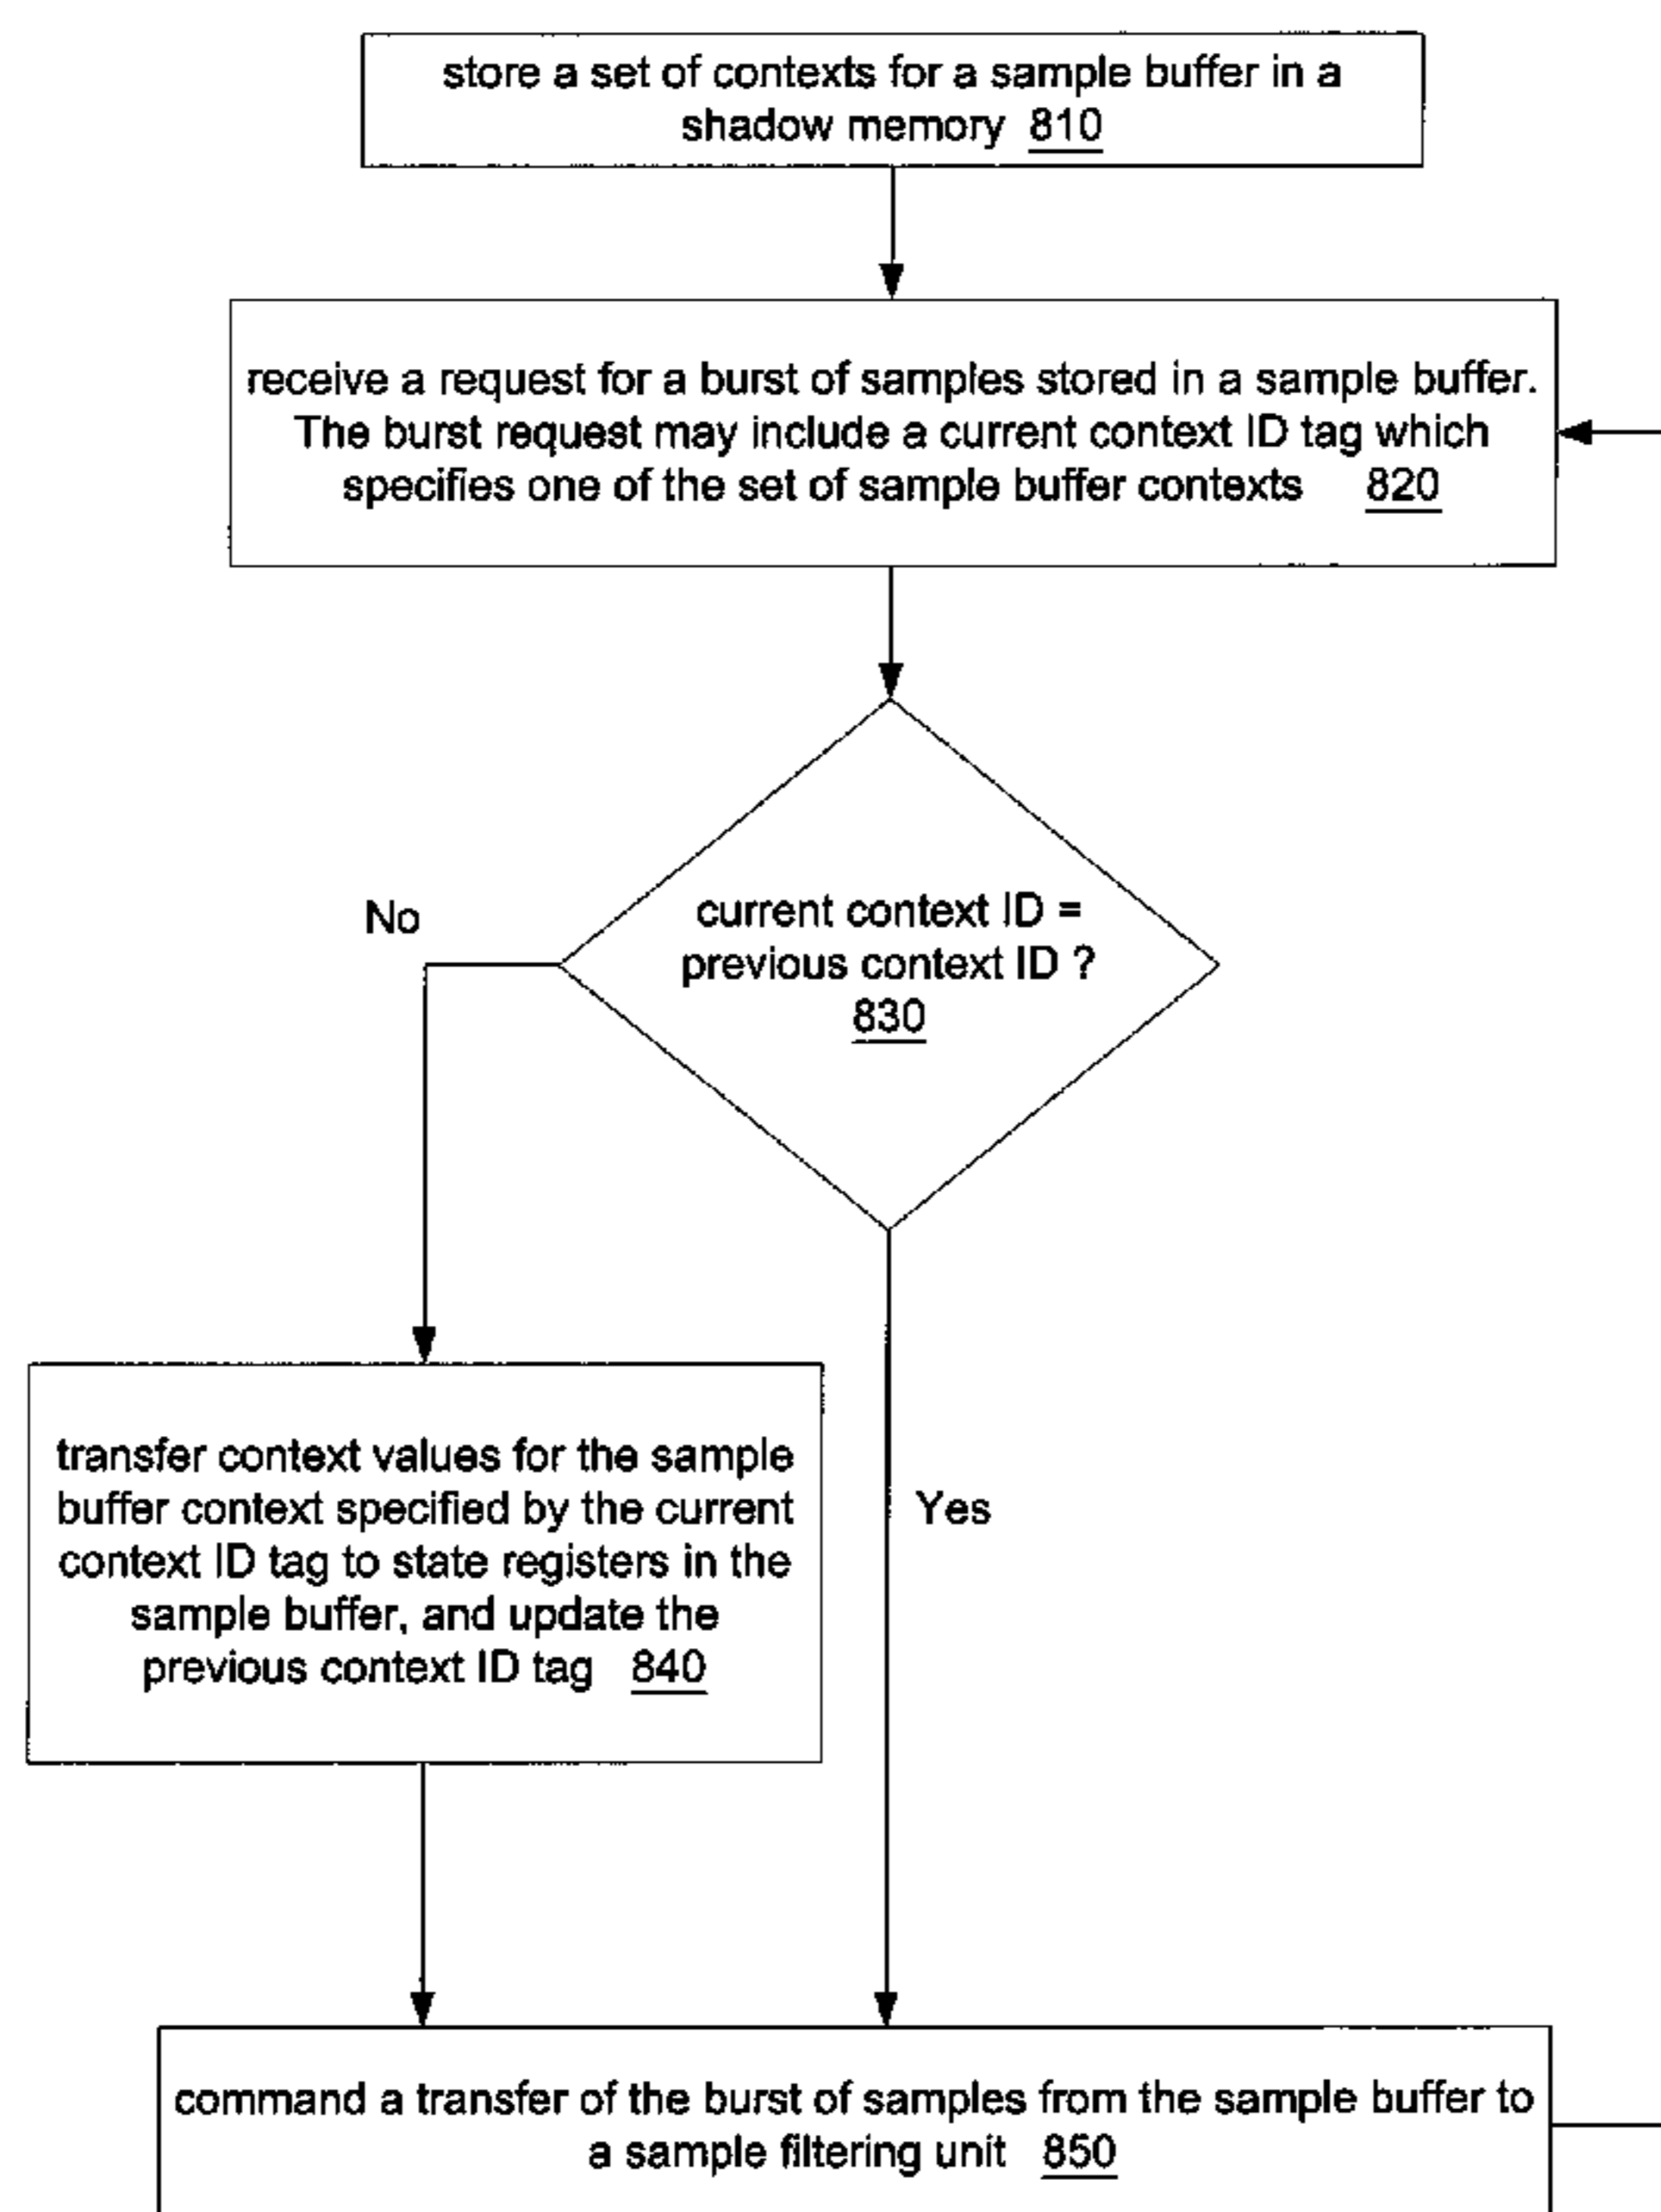 store a set of contexts for a sample buffer in a
shadow memory 810
receive a request for a burst of samples stored in a sample buffer.
The burst request may include a current context ID tag which
specifies one of the set of sample buffer contexts 820
current context ID =
previous context ID ?
830
No
Yes
transfer context values for the sample
buffer context specified by the current
context ID tag to state registers in the
sample buffer, and update the
previous context ID tag 840
command a transfer of the burst of samples from the sample buffer to
a sample filtering unit 850